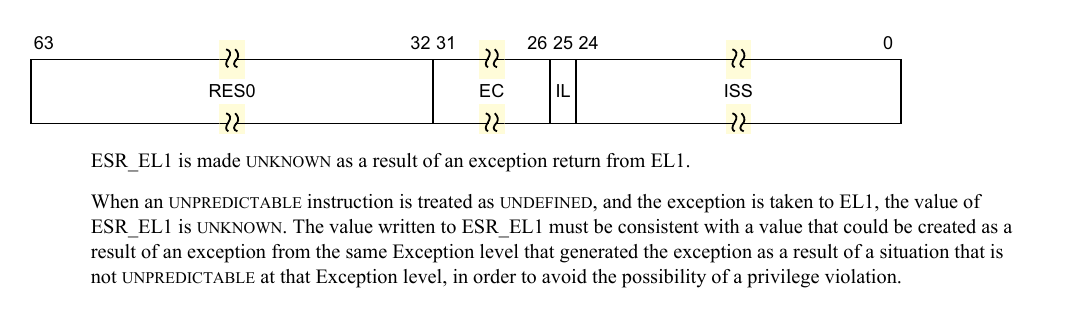 63 32 31 26 25 24 0
RES0 EC IL ISS
ESR_EL1 is made UNKNOWN as a result of an exception return from EL1.
When an UNPREDICTABLE instruction is treated as UNDEFINED, and the exception is taken to EL1, the value of
ESR_EL1 is UNKNOWN. The value written to ESR_EL1 must be consistent with a value that could be created as a
result of an exception from the same Exception level that generated the exception as a result of a situation that is
not UNPREDICTABLE at that Exception level, in order to avoid the possibility of a privilege violation.